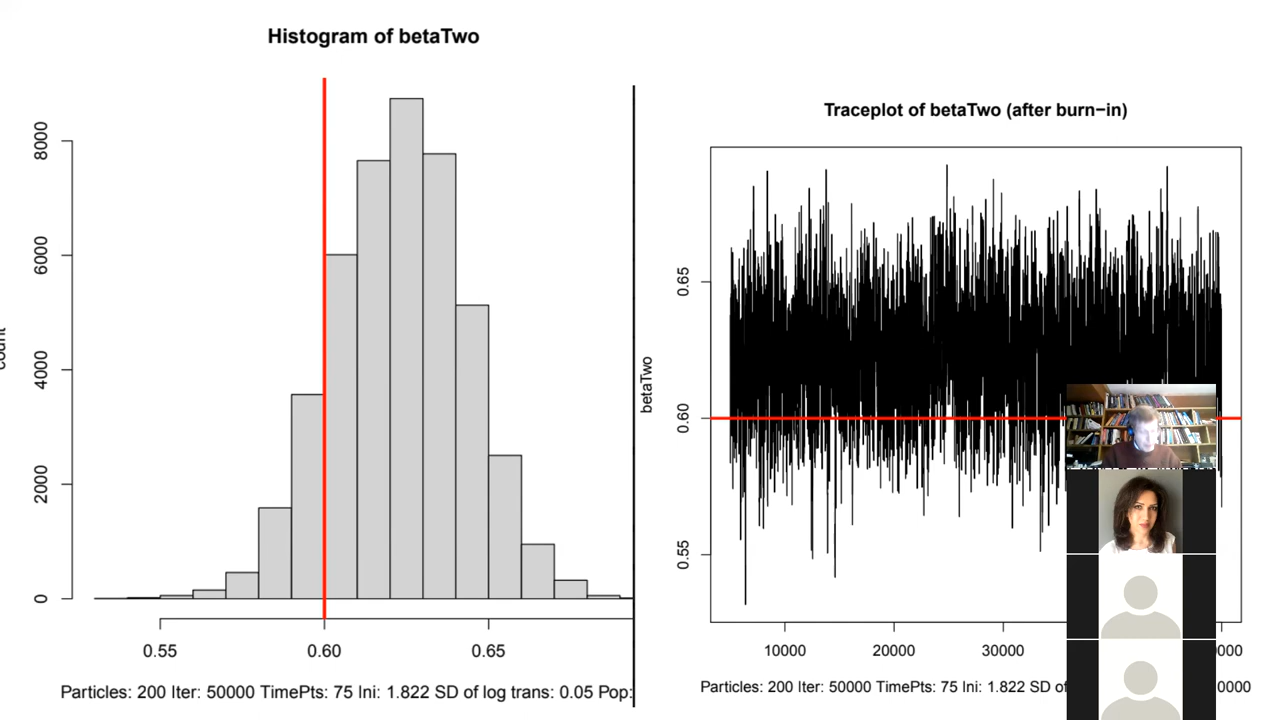 Histogram of betaTwo
8000
6000
4000
2000
0
count
0.55 0.60 0.65
Particles: 200 Iter: 50000 TimePts: 75 Ini: 1.822 SD of log trans: 0.05 Pop:
Traceplot of betaTwo (after burn−in)
0.65
0.60
0.55
betaTwo
10000 20000 30000 0000
Particles: 200 Iter: 50000 TimePts: 75 Ini: 1.822 SD of 0000